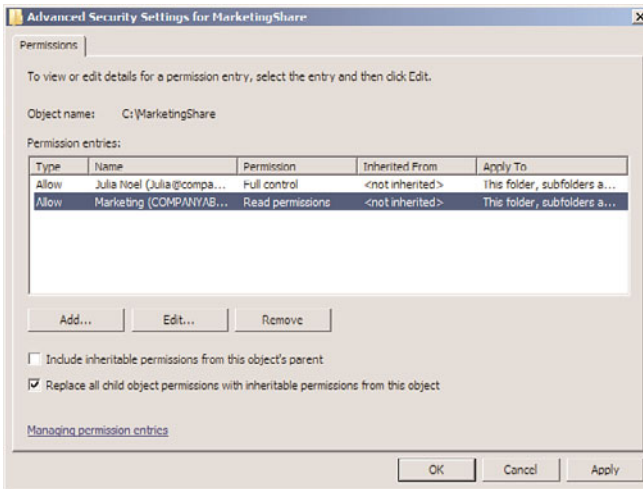 Advanced Security Settings for MarketingShare
Permissions
To view or edit details for a permission entry, select the entry and then click Edit.
Object name: C:\MarketingShare
Permission entries:
Type Name Permission Inherited From Apply To
Allow Julia Noel (Julia@compa... Full control <not inherited> This folder, subfolders a...
Allow Marketing (COMPANYAB... Read permissions <not inherited> This folder, subfolders a...
Add... Edit... Remove
Include inheritable permissions from this object's parent
Replace all child object permissions with inheritable permissions from this object
Managing permission entries
OK Cancel Apply